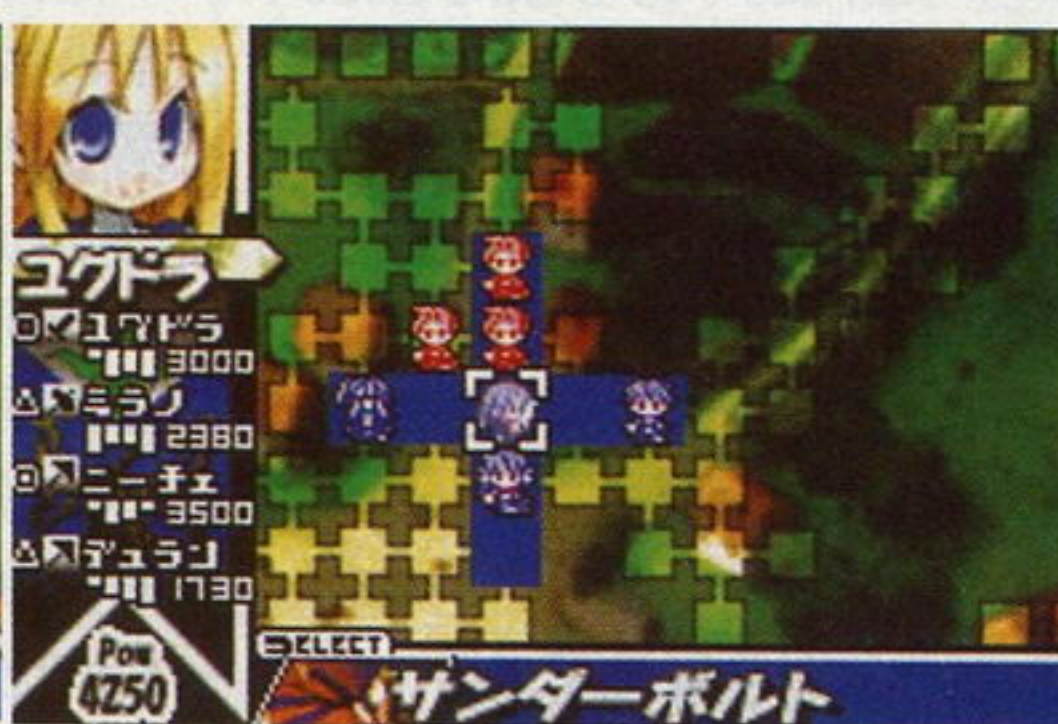 ユグドラ
ユグドラ
3000
ミラノ
2380
ニーチェ
3500
デュラン
1730
Pow
4250
SELECT
サンダーボルト